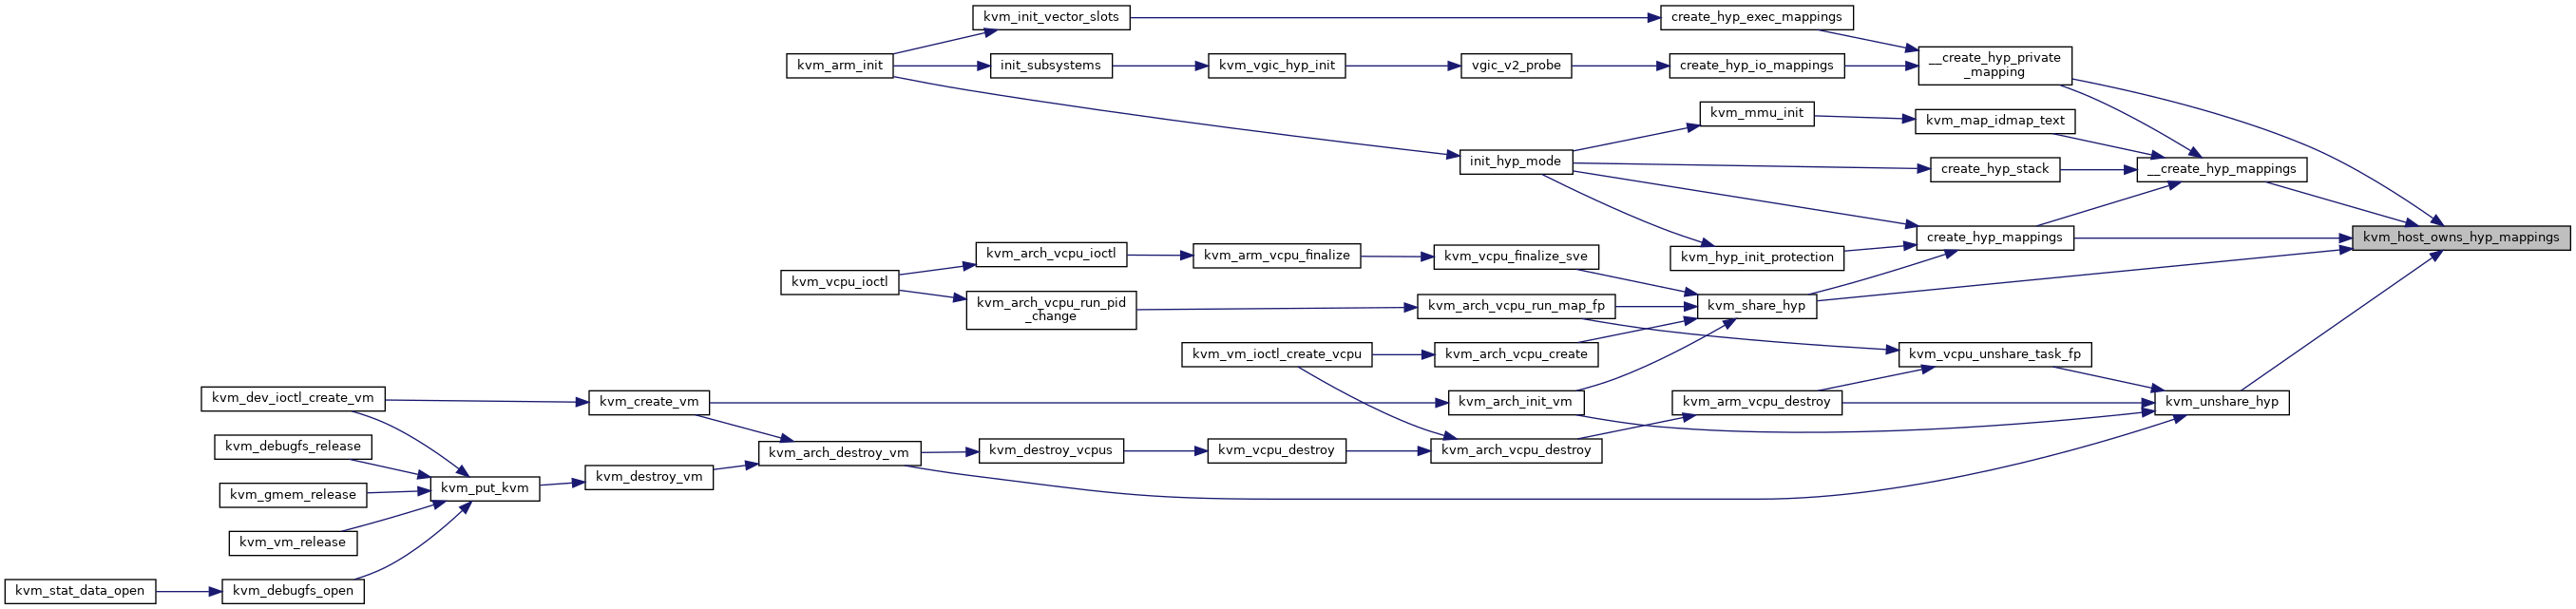 kvm_init_vector_slots
create_hyp_exec_mappings
kvm_arm_init
init_subsystems
kvm_vgic_hyp_init
vgic_v2_probe
create_hyp_io_mappings
__create_hyp_private
_mapping
kvm_mmu_init
kvm_map_idmap_text
init_hyp_mode
create_hyp_stack
__create_hyp_mappings
create_hyp_mappings
kvm_host_owns_hyp_mappings
kvm_arch_vcpu_ioctl
kvm_arm_vcpu_finalize
kvm_vcpu_finalize_sve
kvm_hyp_init_protection
kvm_vcpu_ioctl
kvm_arch_vcpu_run_pid
_change
kvm_arch_vcpu_run_map_fp
kvm_share_hyp
kvm_vm_ioctl_create_vcpu
kvm_arch_vcpu_create
kvm_vcpu_unshare_task_fp
kvm_dev_ioctl_create_vm
kvm_create_vm
kvm_arch_init_vm
kvm_arm_vcpu_destroy
kvm_unshare_hyp
kvm_debugfs_release
kvm_arch_destroy_vm
kvm_destroy_vcpus
kvm_vcpu_destroy
kvm_arch_vcpu_destroy
kvm_gmem_release
kvm_put_kvm
kvm_destroy_vm
kvm_vm_release
kvm_stat_data_open
kvm_debugfs_open